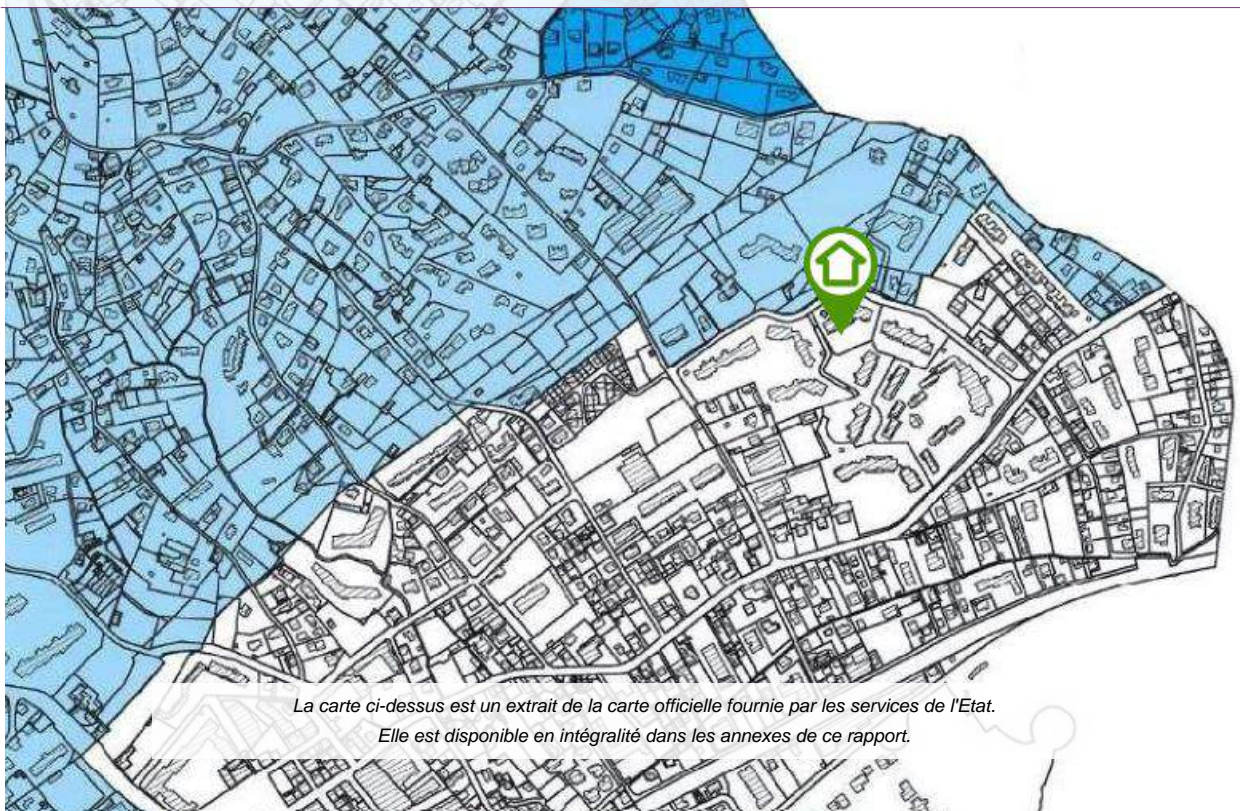 La carte ci-dessus est un extrait de la carte officielle fournie par les services de l'Etat.
Elle est disponible en intégralité dans les annexes de ce rapport.